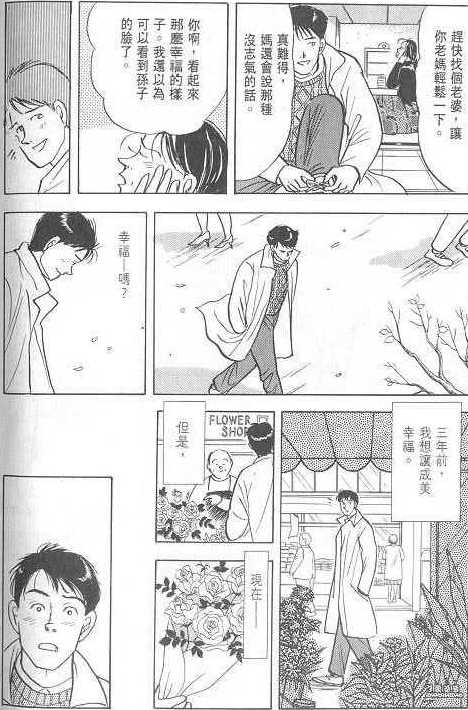 趕快找個老婆，讓
你老媽輕鬆一下。
真難得，
媽還會說那種
沒志氣的話。
你啊，看起來
那麼幸福的樣
子。我還以為
可以看到孫子
的臉了。
幸福—嗎？
三年前，
我想讓成美
幸福。
FLOWER
SHOP
但是，
現在—